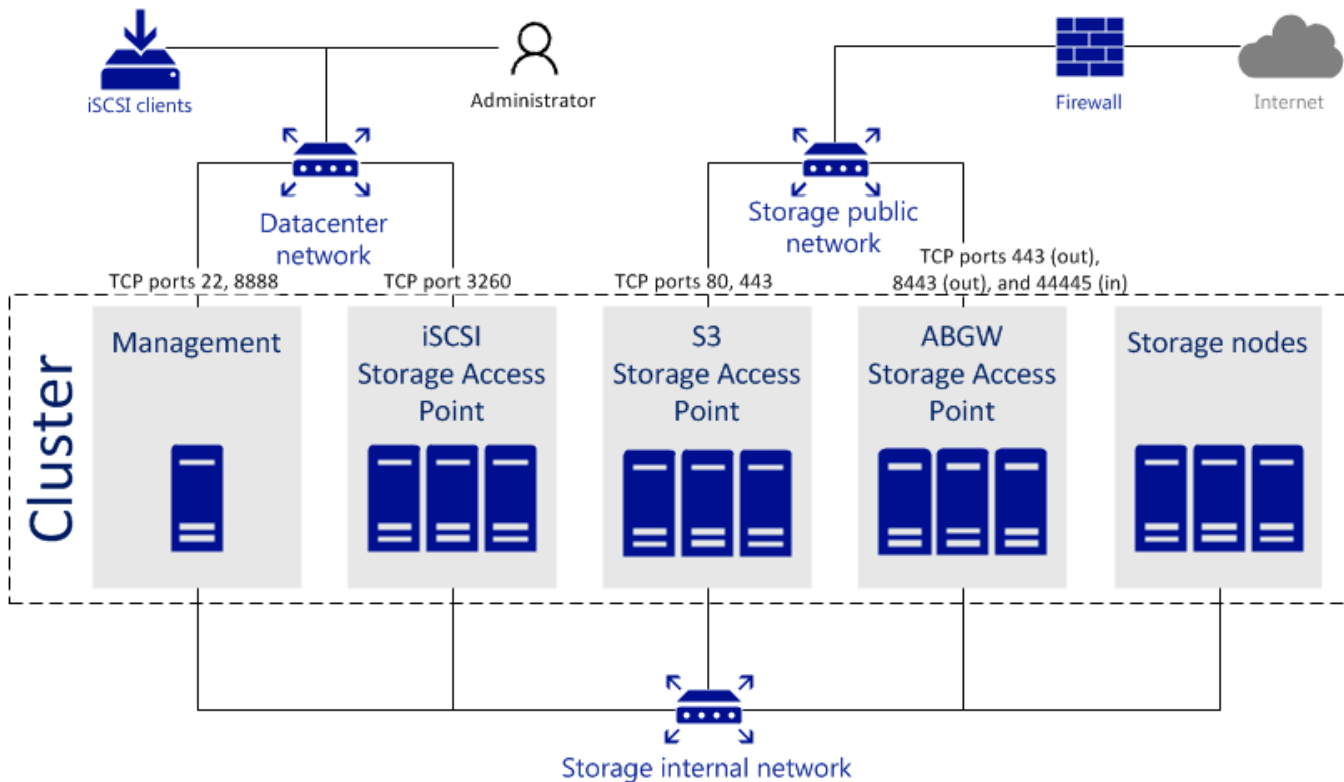 iSCSI clients
Administrator
Firewall
Internet
Datacenter
network
Storage public
network
TCP ports 22, 8888
TCP port 3260
TCP ports 80, 443
TCP ports 443 (out),
8443 (out), and 44445 (in)
Cluster
Management
iSCSI
Storage Access
Point
S3
Storage Access
Point
ABGW
Storage Access
Point
Storage nodes
Storage internal network